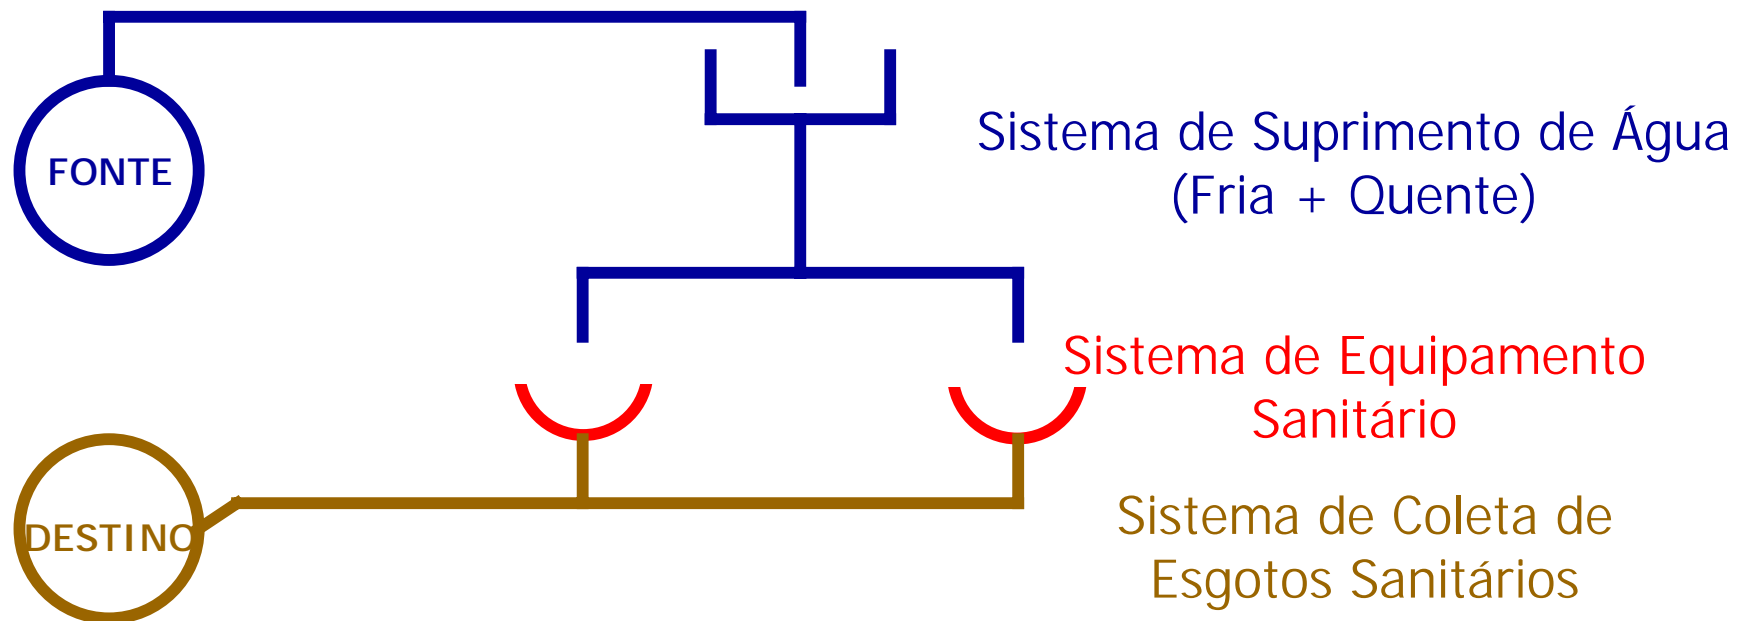 FONTE
Sistema de Suprimento de Água
(Fria + Quente)
Sistema de Equipamento
Sanitário
DESTINO
Sistema de Coleta de
Esgotos Sanitários